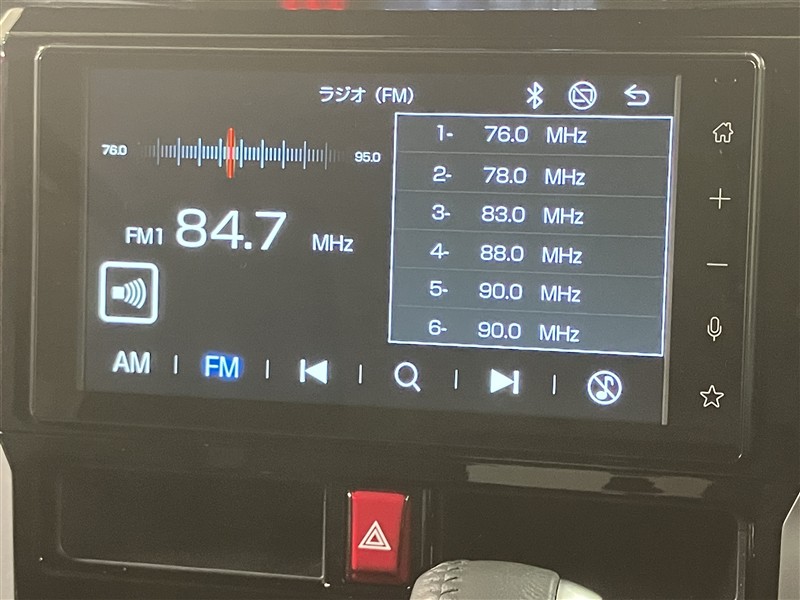 ラジオ（FM）
76.0
95.0
FM1 84.7 MHz
1- 76.0 MHz
2- 78.0 MHz
3- 83.0 MHz
4- 88.0 MHz
5- 90.0 MHz
6- 90.0 MHz
AM | FM | | | |